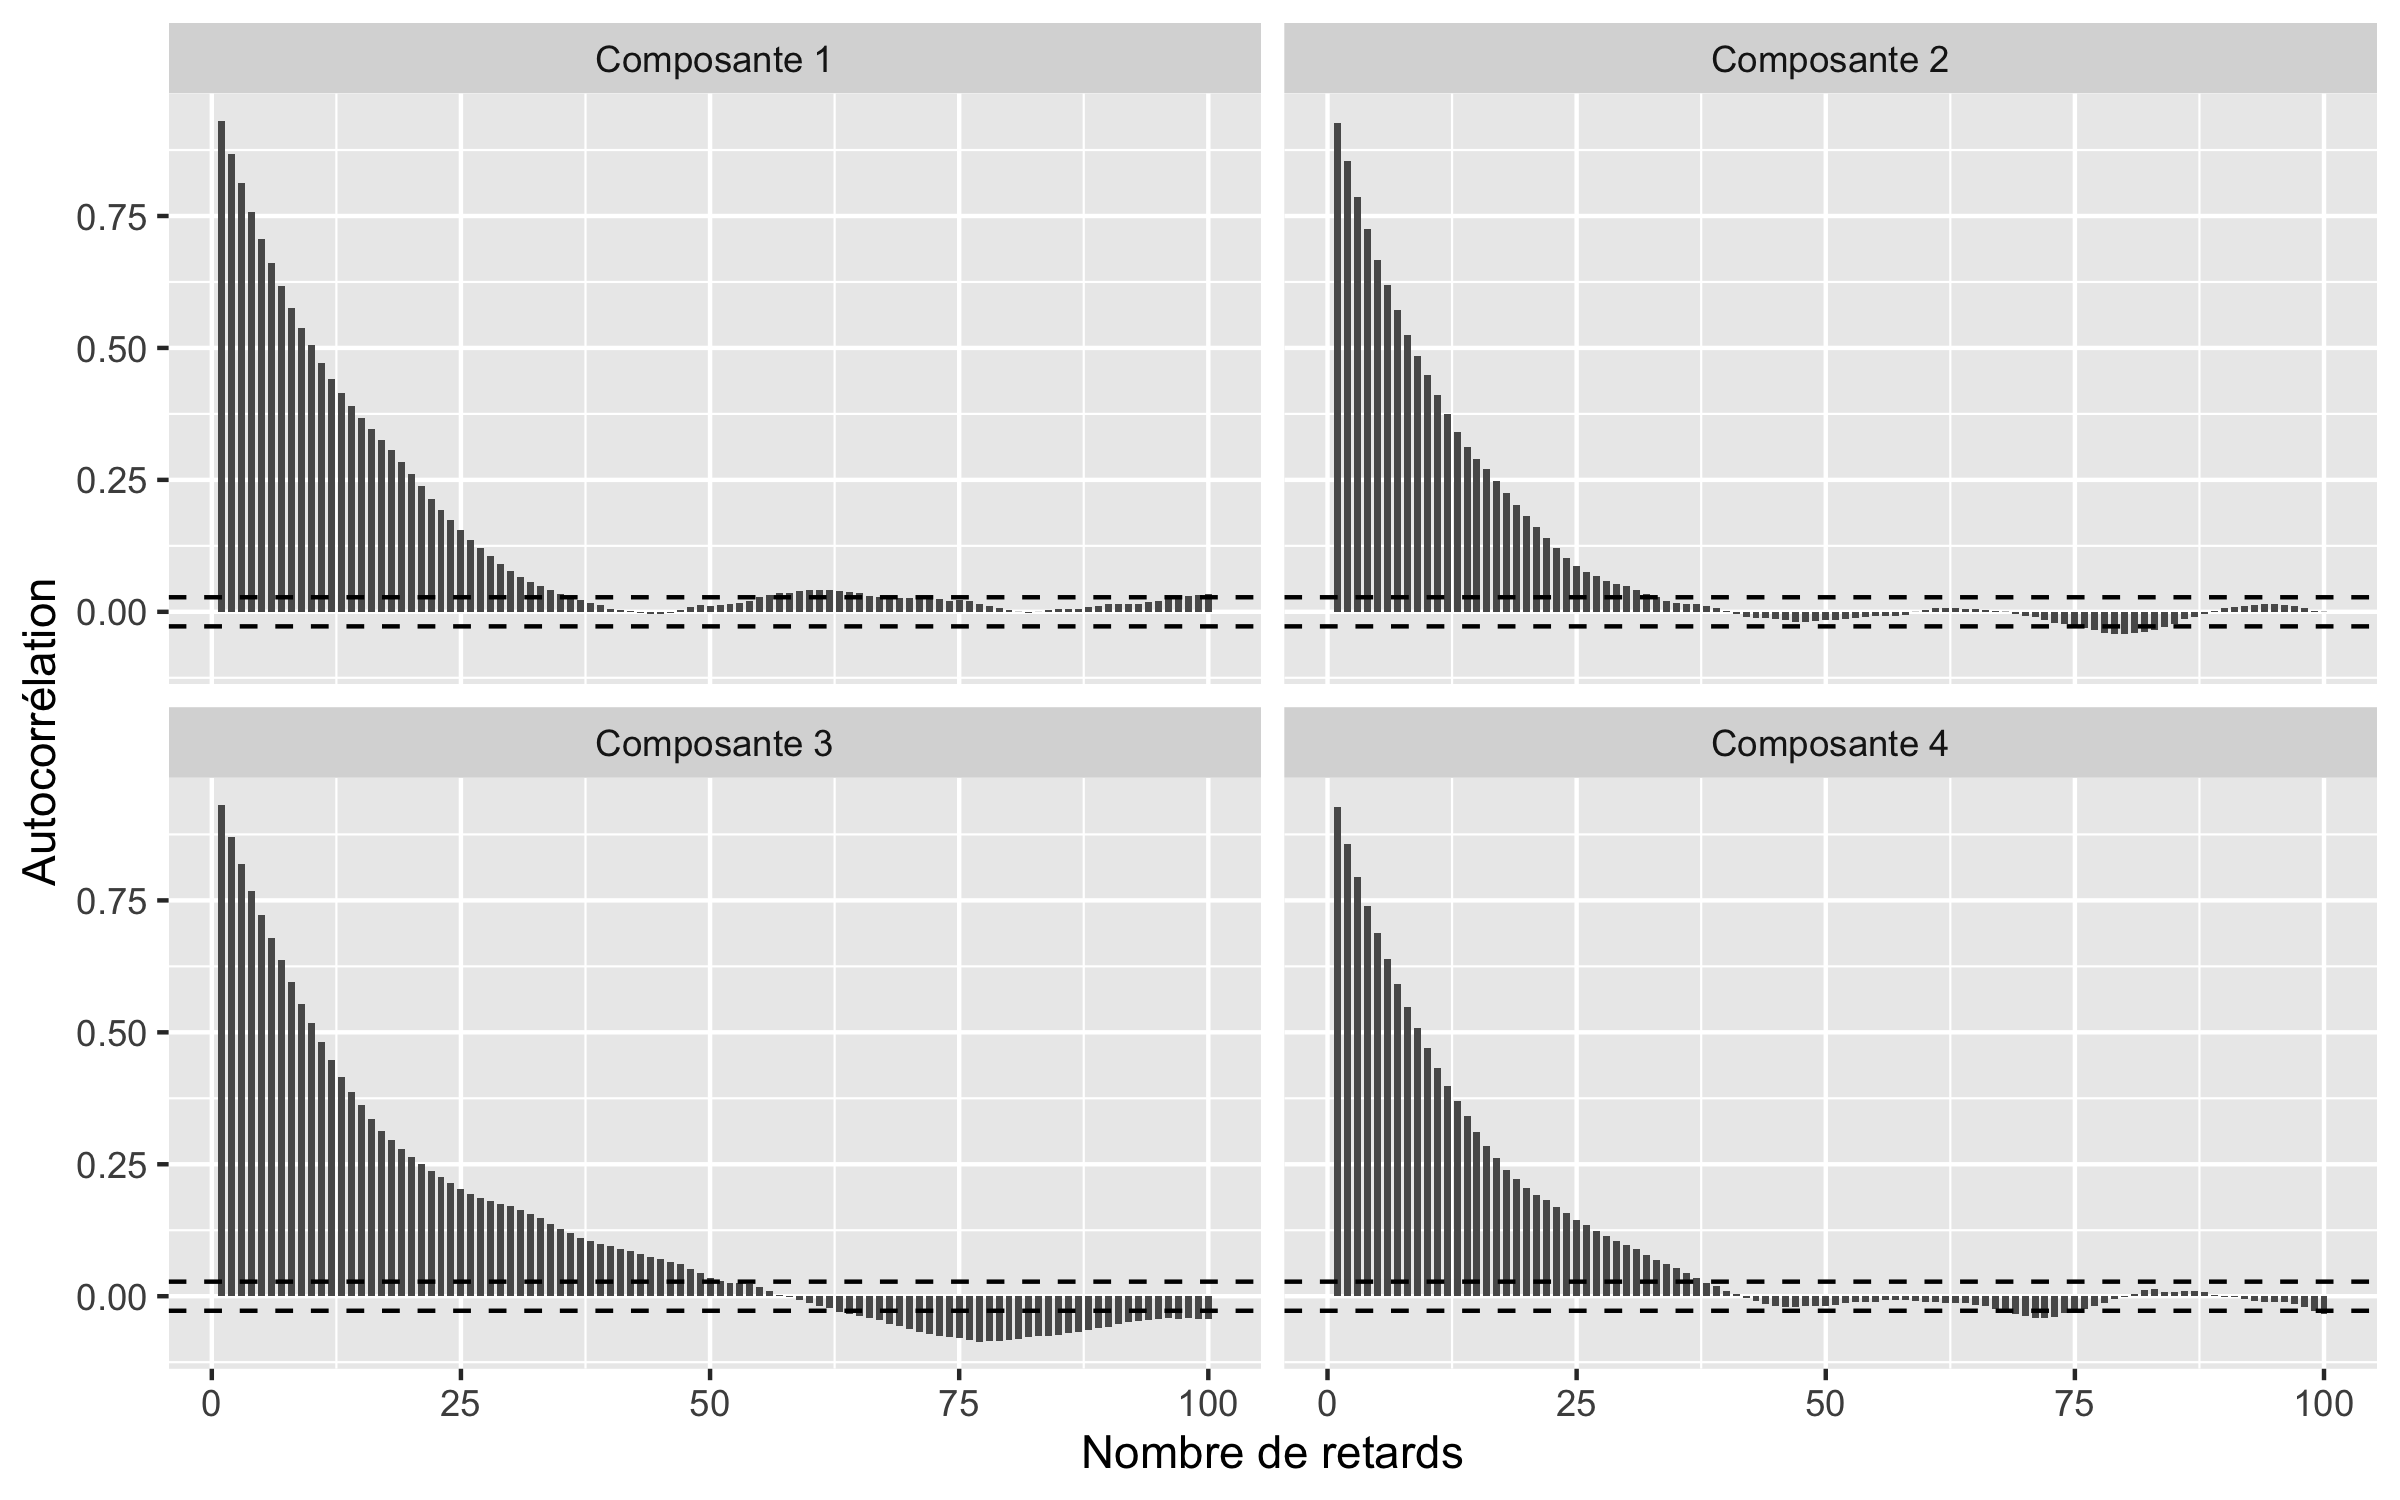 Composante 1
Composante 2
0.75
0.50
0.25
0.00
Autocorrélation
Composante 3
Composante 4
0.75
0.50
0.25
0.00
0 25 50 75 100
0 25 50 75 100
Nombre de retards